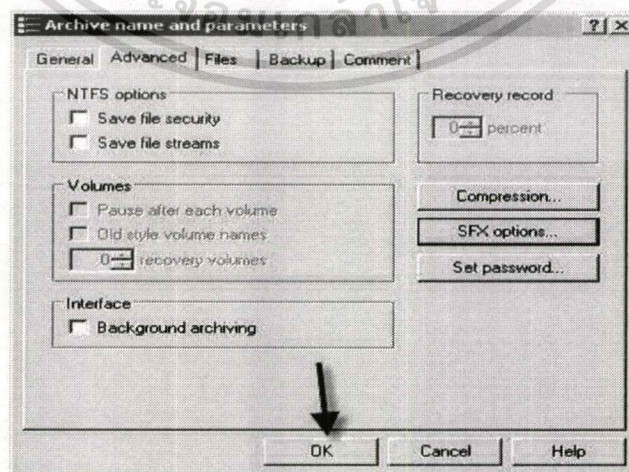 Archive name and parameters
General Advanced Files Backup Comment
NTFS options
Save file security
Save file streams
Recovery record
0 percent
Volumes
Pause after each volume
Old style volume names
0 recovery volumes
Compression...
SFX options...
Set password...
Interface
Background archiving
OK Cancel Help